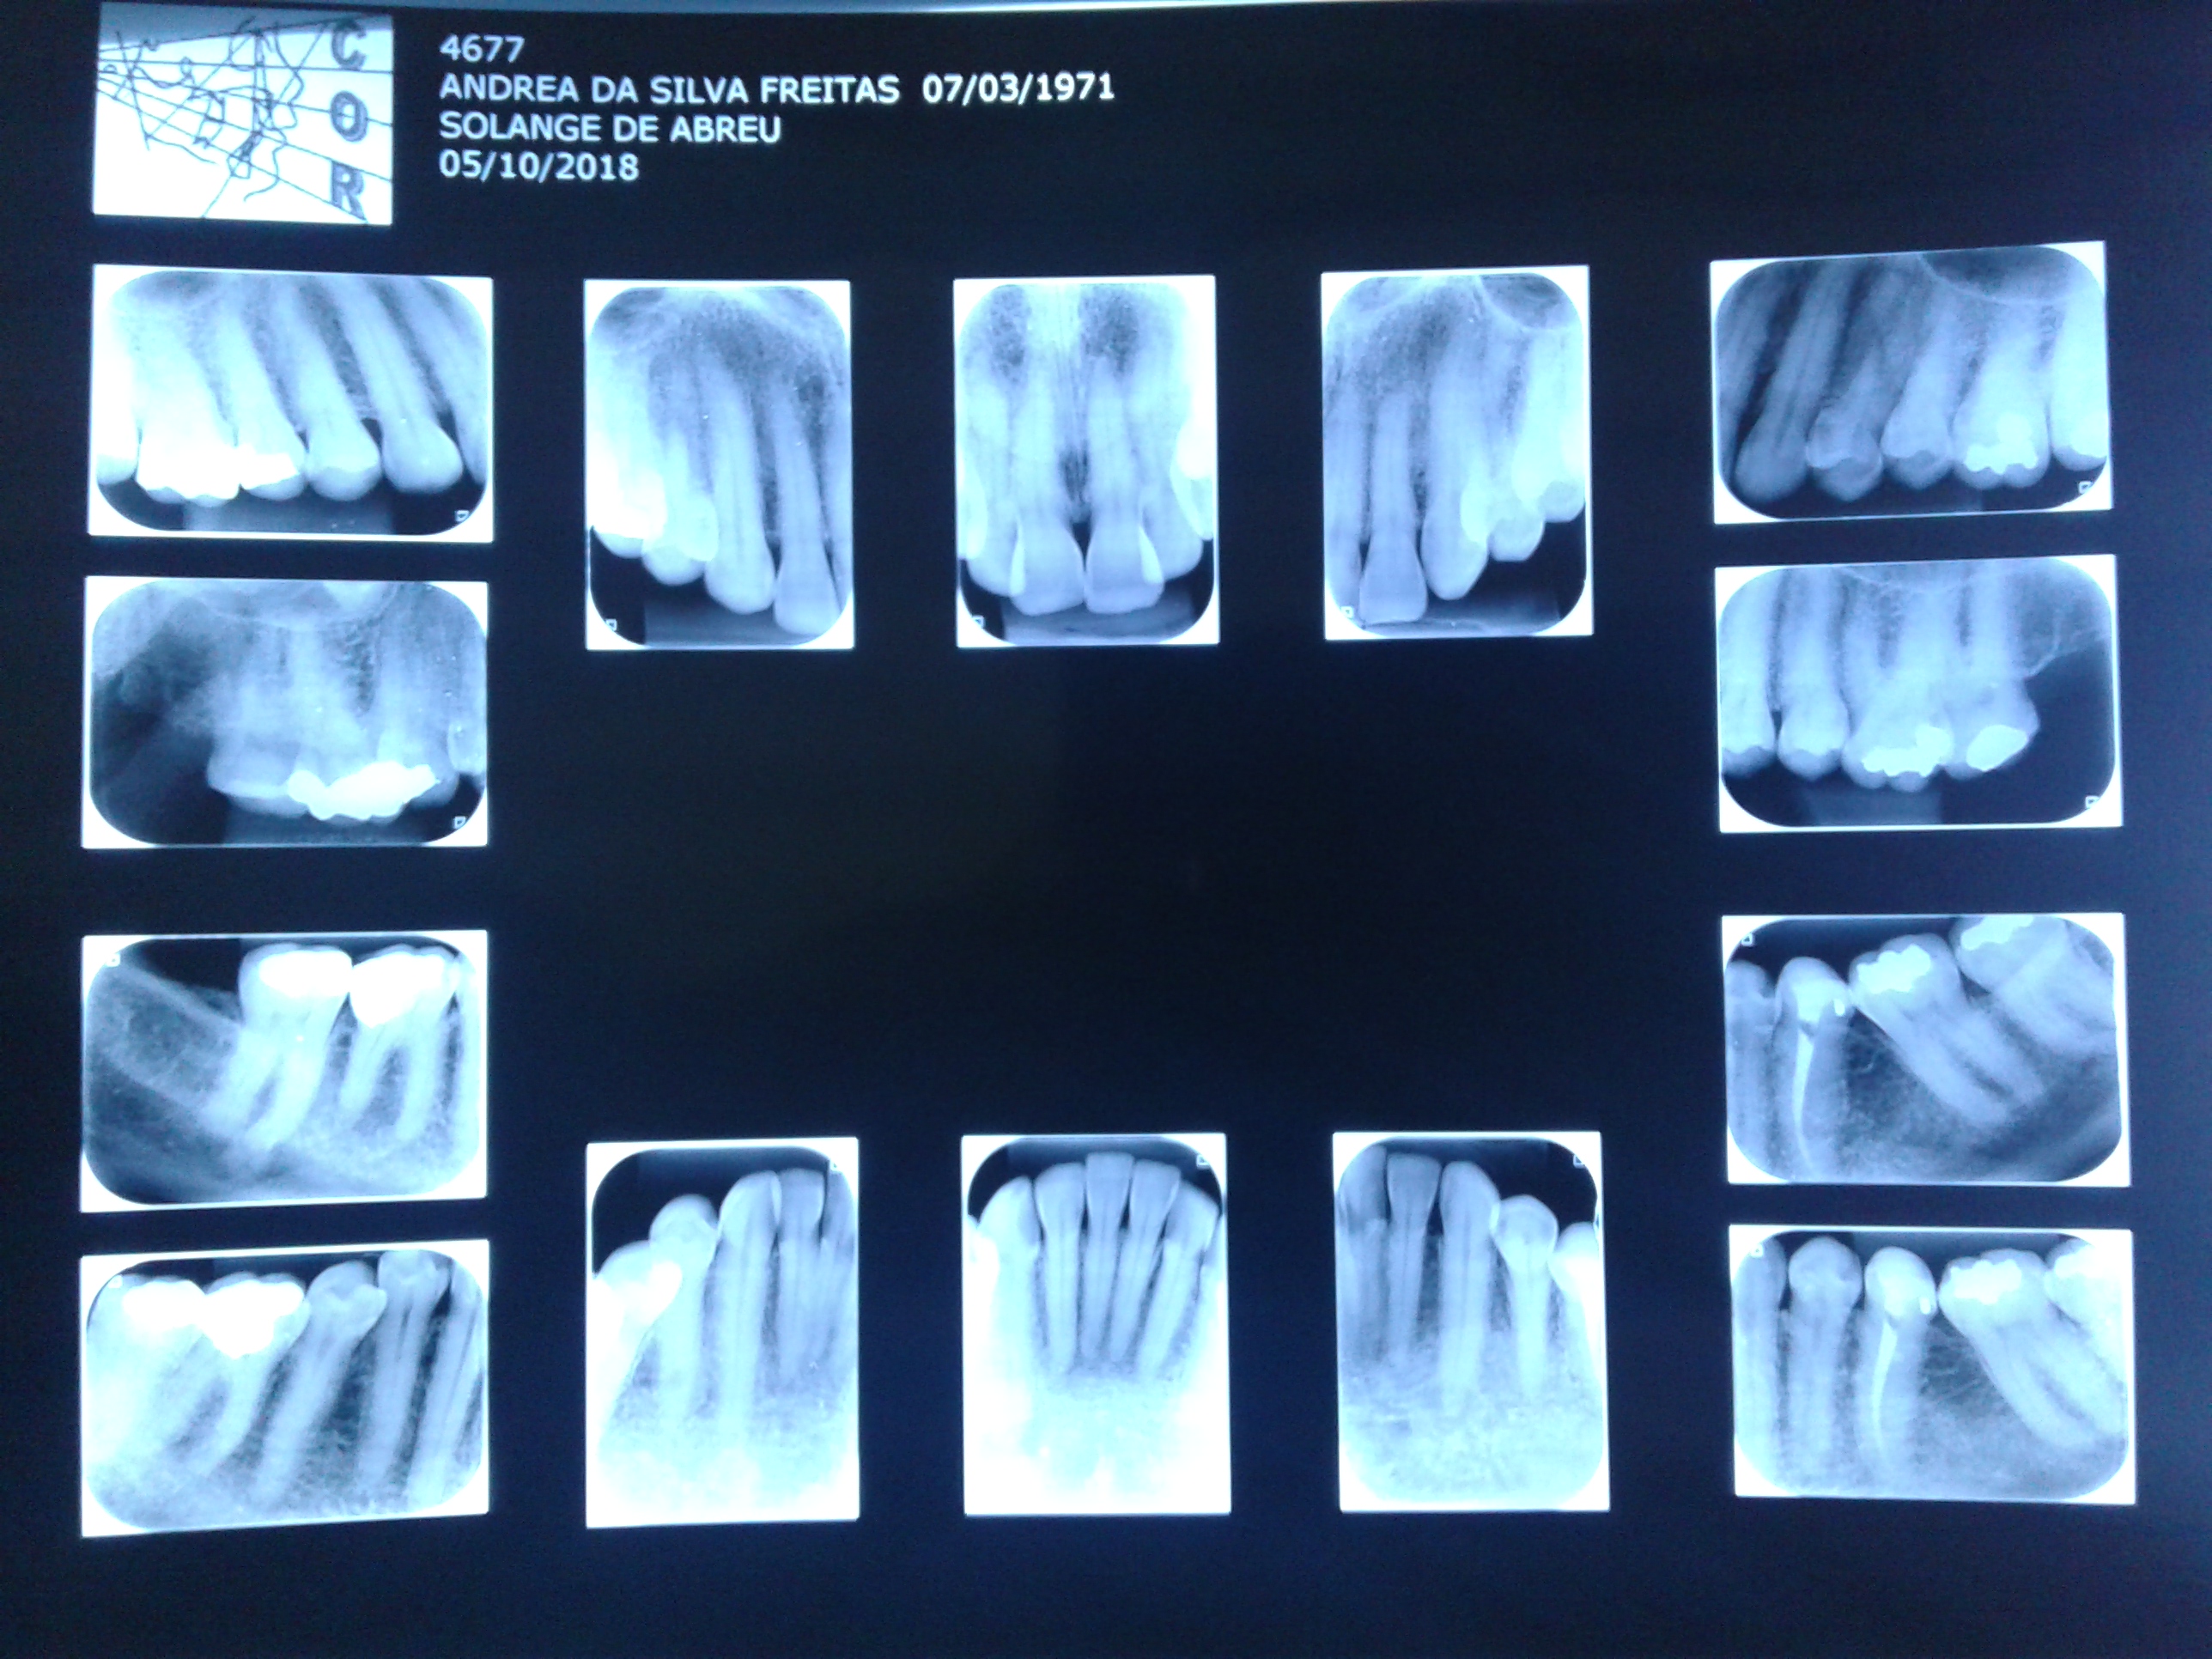 COR
4677
ANDREA DA SILVA FREITAS 07/03/1971
SOLANGE DE ABREU
05/10/2018